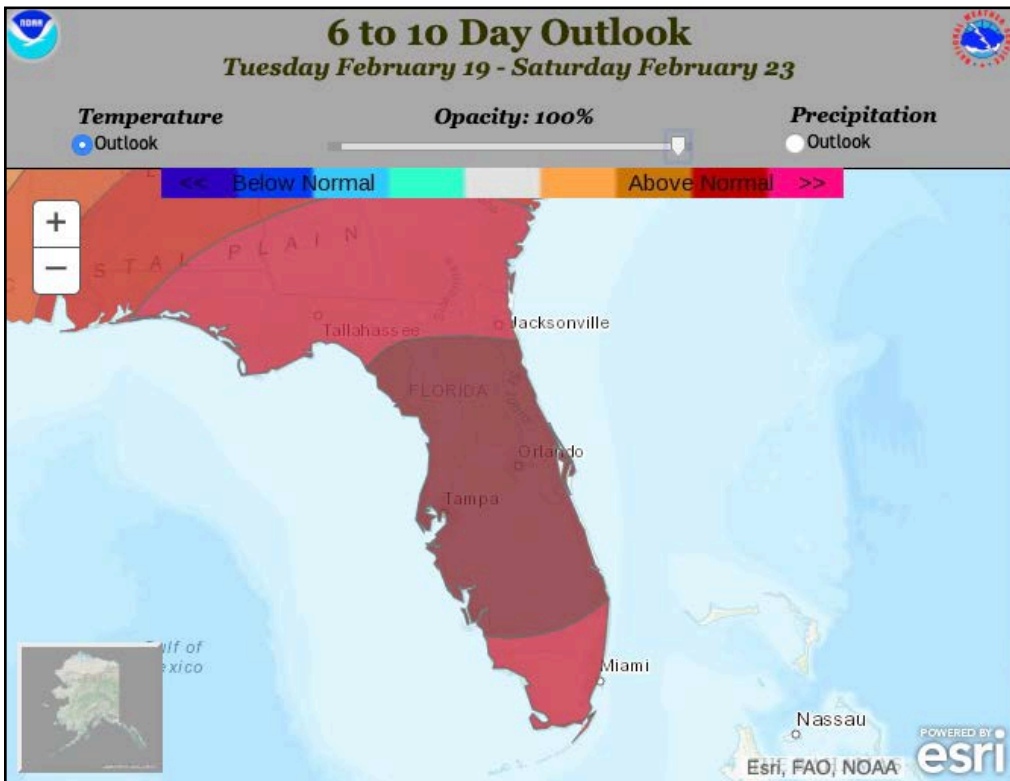 NOAA
6 to 10 Day Outlook
Tuesday February 19 - Saturday February 23
Temperature
Opacity: 100%
Precipitation
Outlook
Outlook
<< Below Normal
Above Normal >>
+
−
STAL PLAIN
Tallahassee
Jacksonville
FLORIDA
Orlando
Tampa
Gulf of
Mexico
Miami
Nassau
POWERED BY
esri
Esri, FAO, NOAA